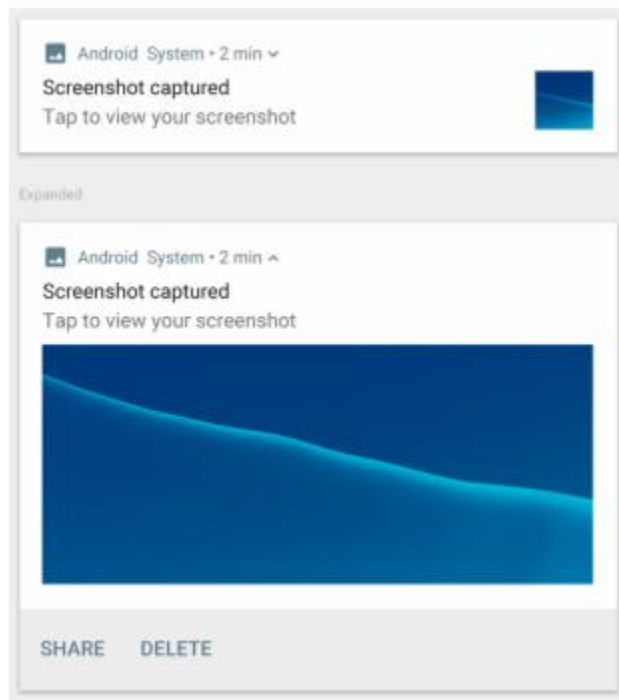 Android System • 2 min
Screenshot captured
Tap to view your screenshot
Expanded
Android System • 2 min
Screenshot captured
Tap to view your screenshot
SHARE DELETE